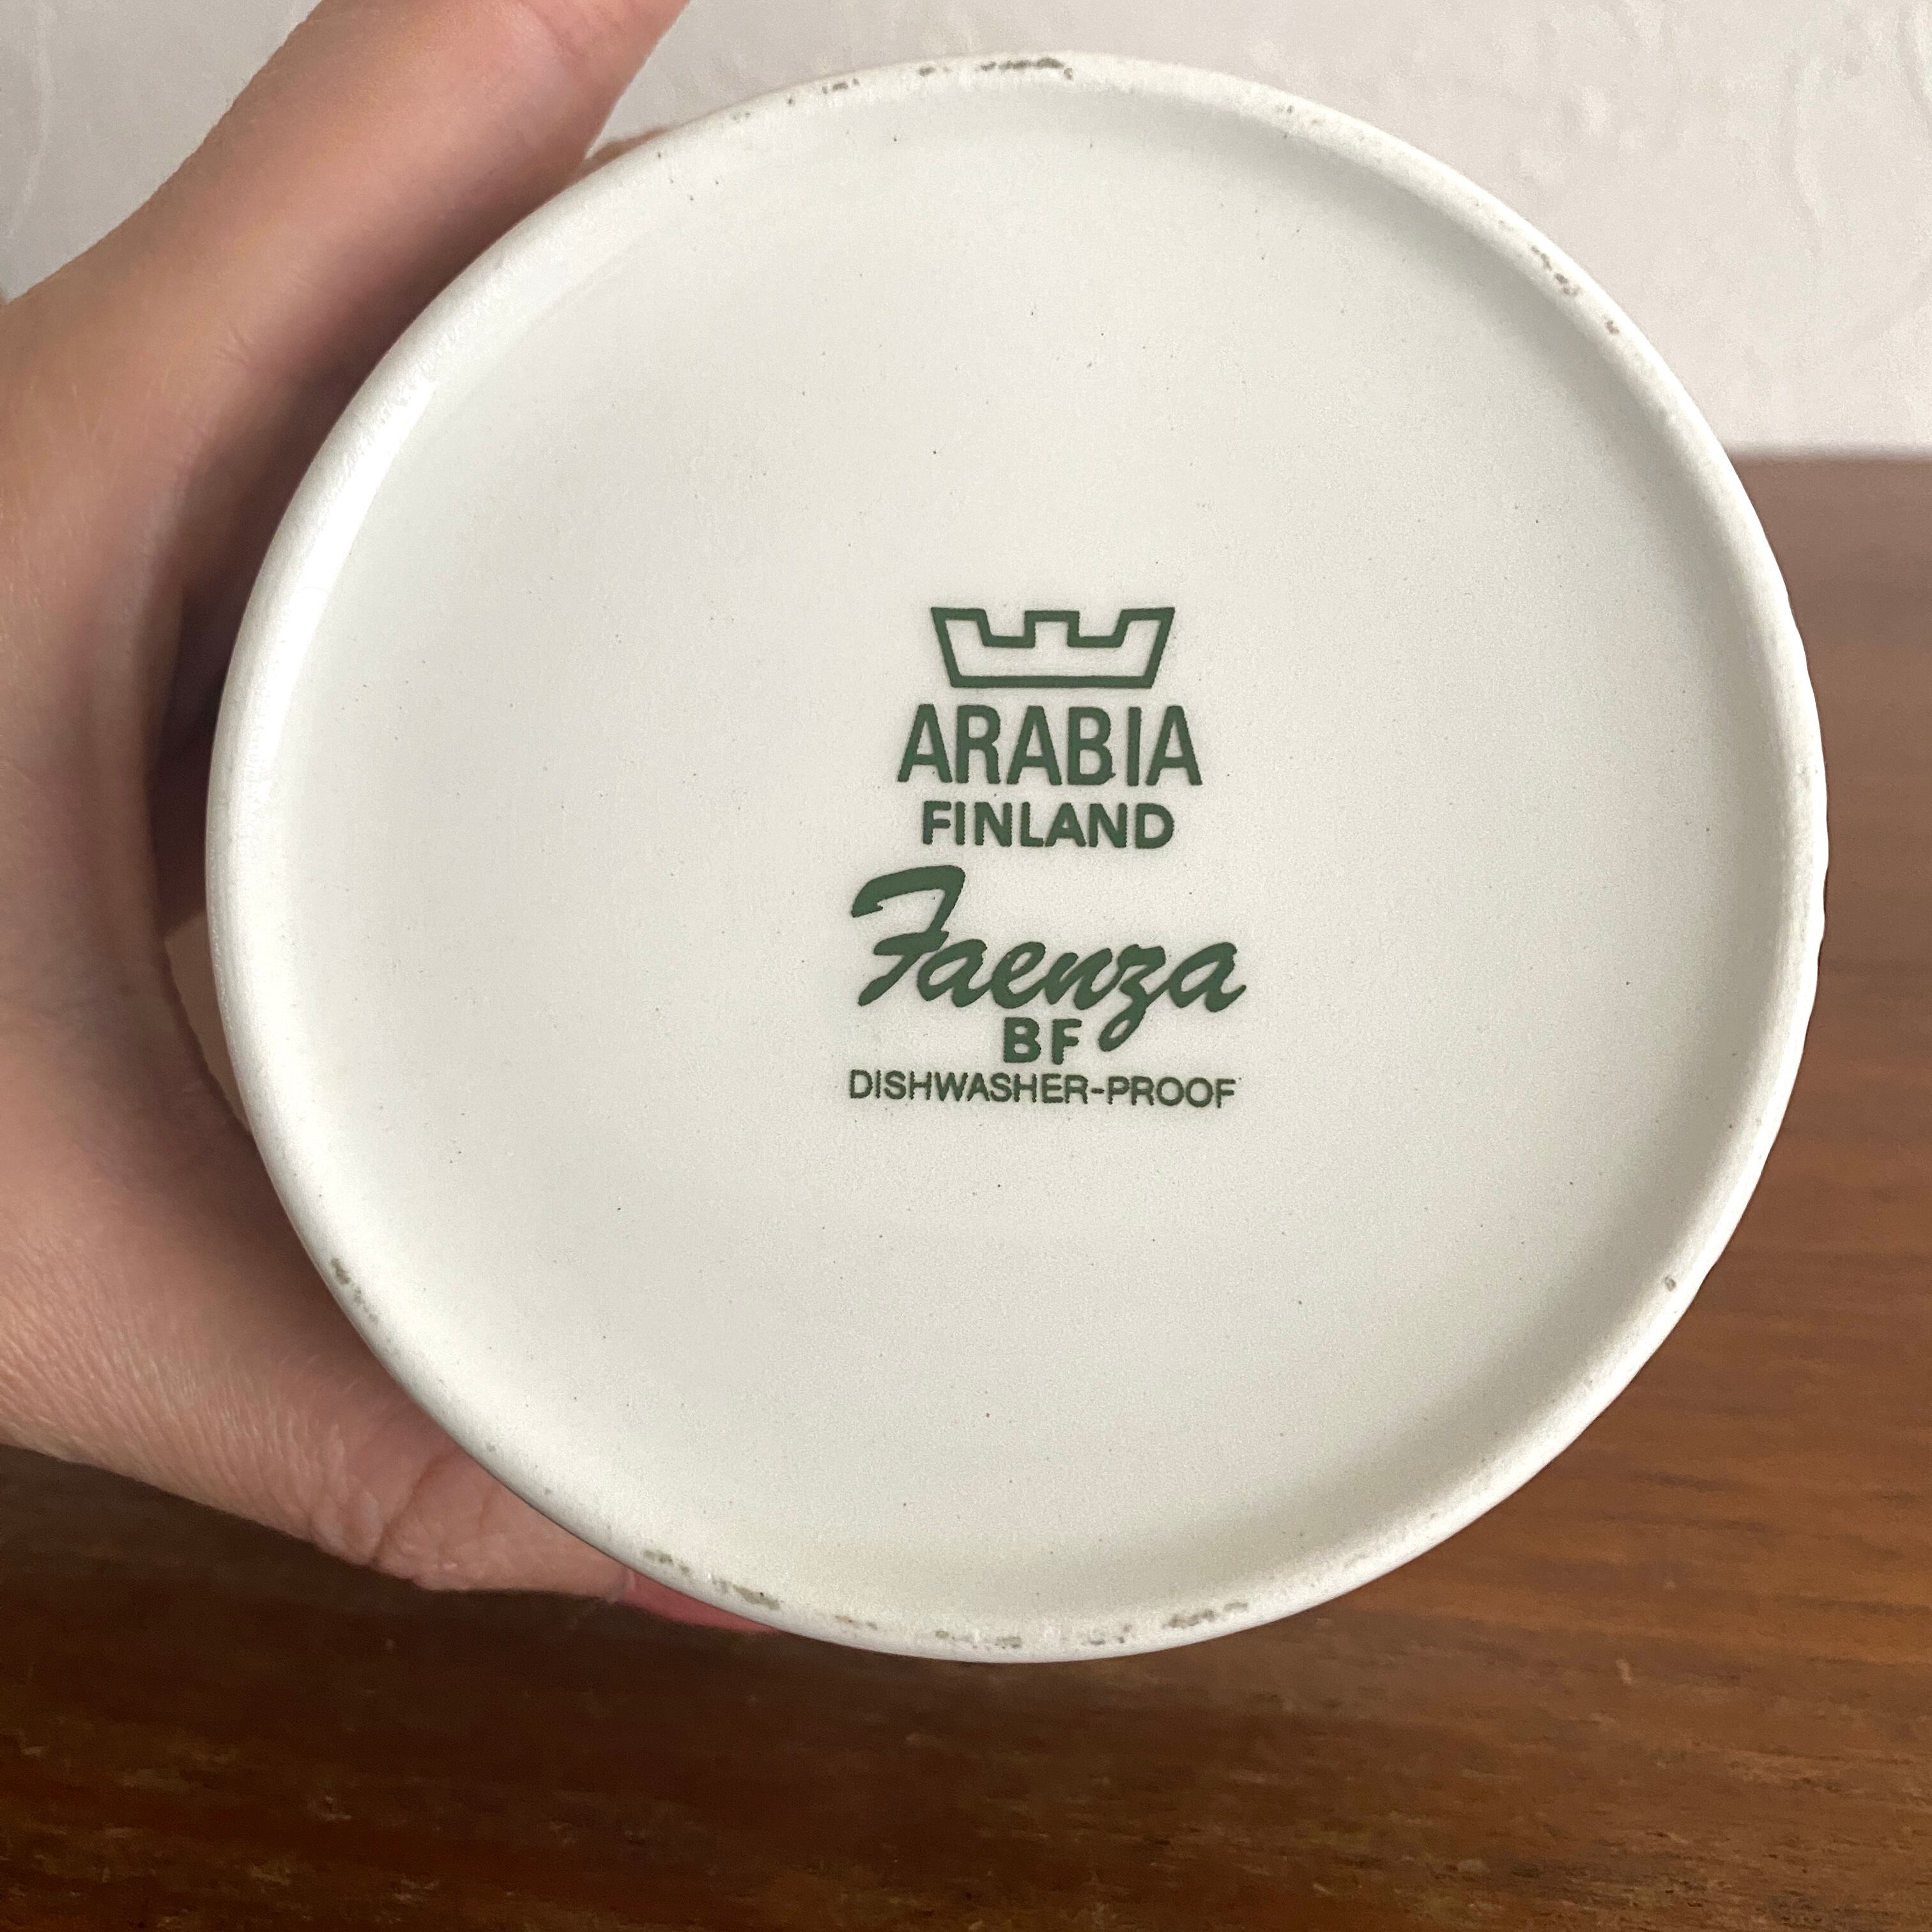 ARABIA
FINLAND
Faenza
BF
DISHWASHER-PROOF